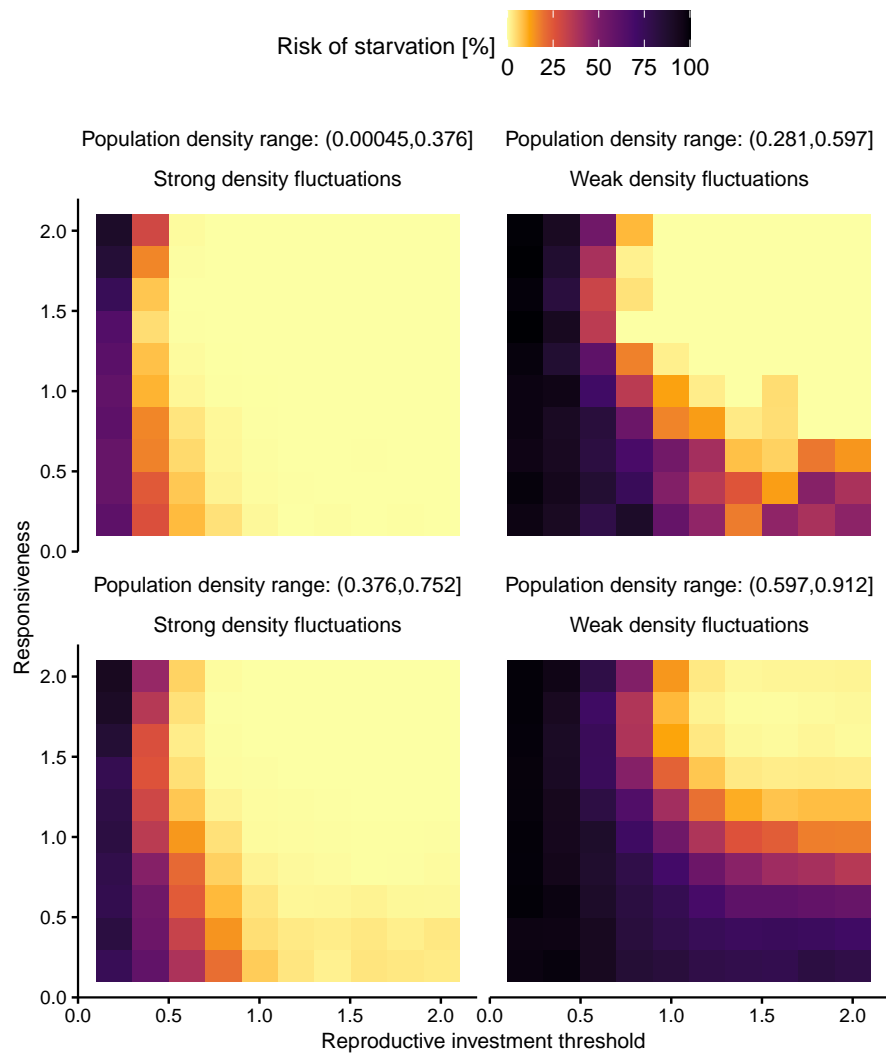 Risk of starvation [%]
0 25 50 75 100
Population density range: (0.00045,0.376]
Strong density fluctuations
Population density range: (0.281,0.597]
Weak density fluctuations
2.0
1.5
1.0
0.5
0.0
Responsiveness
Population density range: (0.376,0.752]
Strong density fluctuations
Population density range: (0.597,0.912]
Weak density fluctuations
2.0
1.5
1.0
0.5
0.0
0.0 0.5 1.0 1.5 2.0 0.0 0.5 1.0 1.5 2.0
Reproductive investment threshold